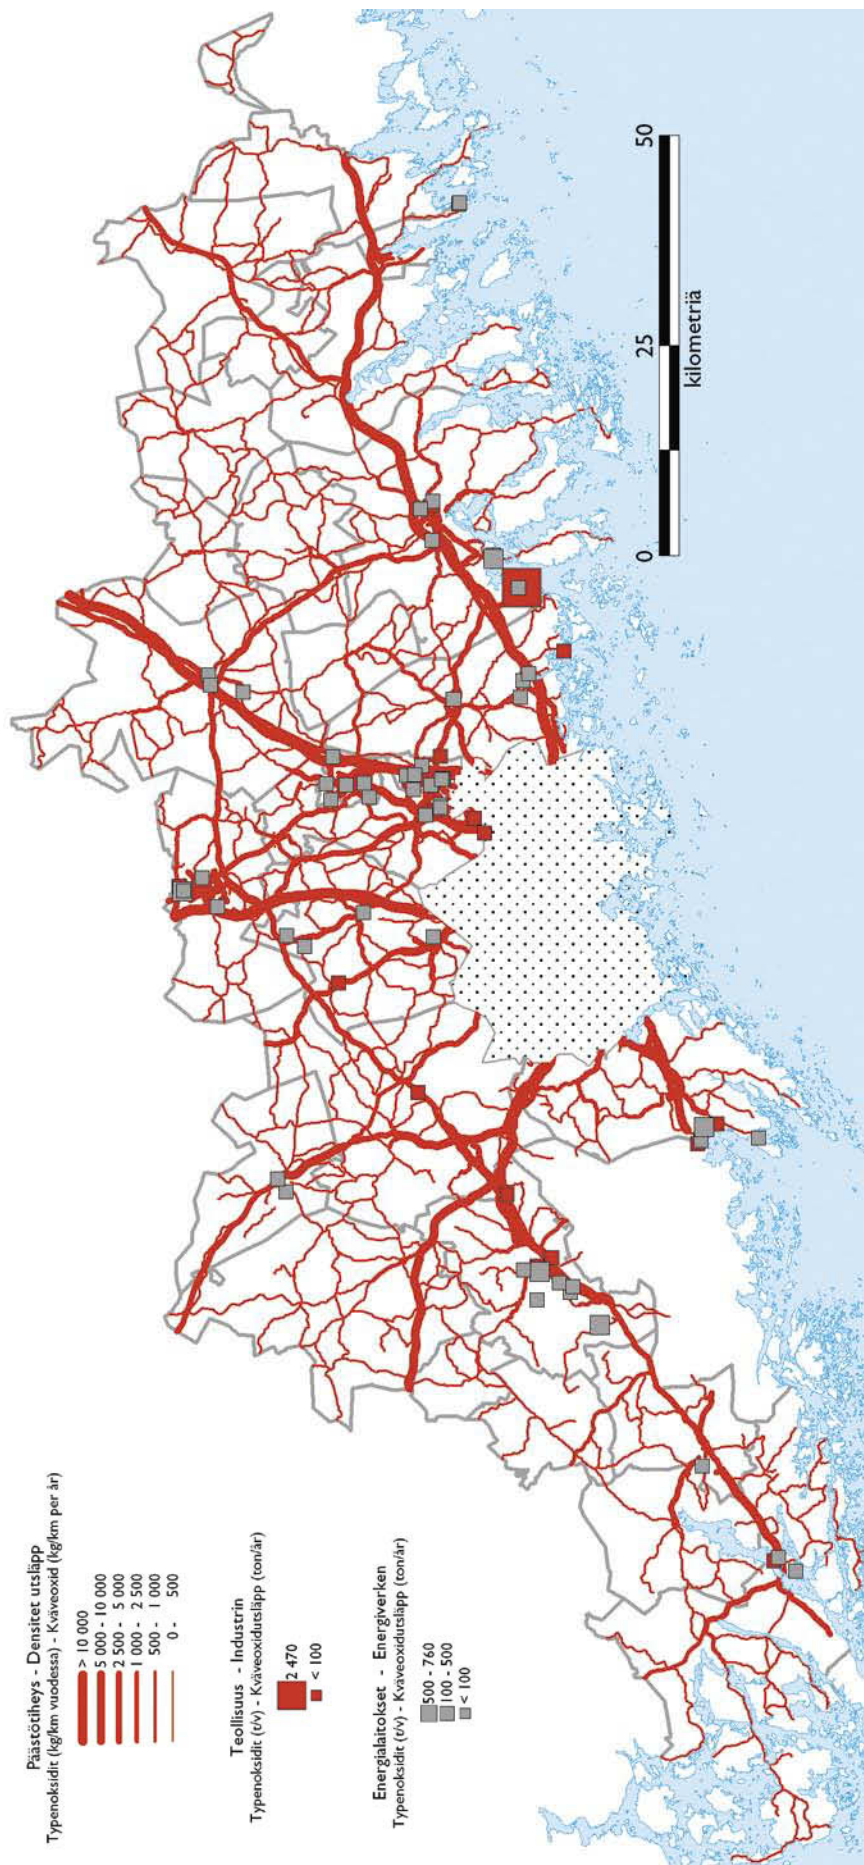 Päästötiheys - Densitet utsläpp
Typenoksidit (kg/km vuodessa) - Kväveoxid (kg/km per år)
> 10 000
5 000 - 10 000
2 500 - 5 000
1 000 - 2 500
500 - 1 000
0 - 500
Teollisuus - Industrin
Typenoksidit (t/v) - Kväveoxidutsläpp (ton/år)
2 470
< 100
Energialaitokset - Energiverken
Typenoksidit (t/v) - Kväveoxidutsläpp (ton/år)
500 - 760
100 - 500
< 100
0 25 50
kilometriä